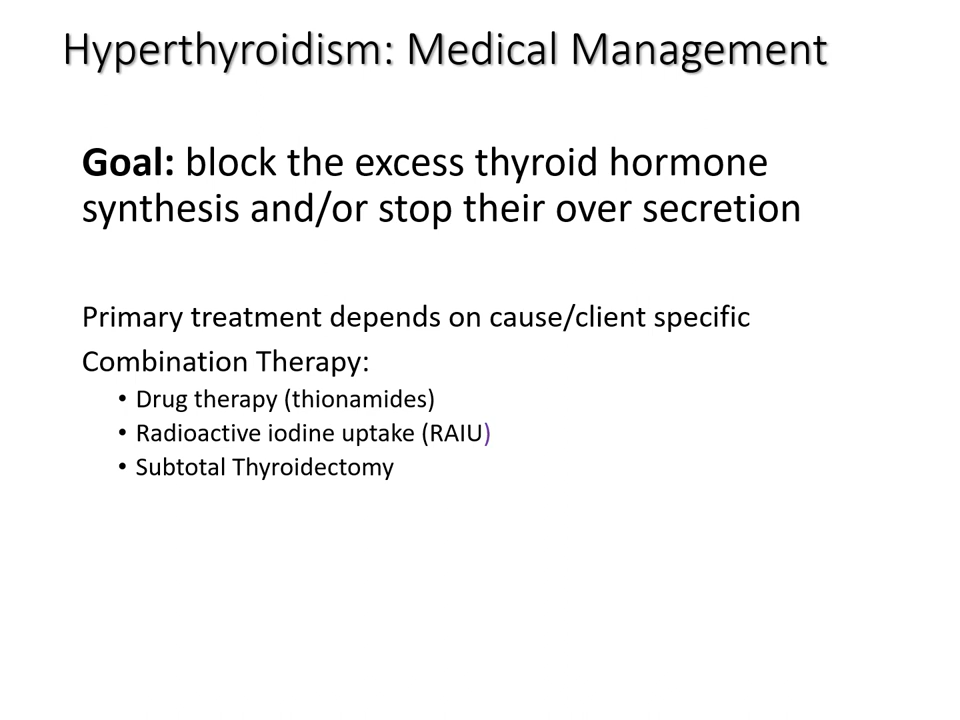 Hyperthyroidism: Medical Management
Goal: block the excess thyroid hormone
synthesis and/or stop their over secretion
Primary treatment depends on cause/client specific
Combination Therapy:
• Drug therapy (thionamides)
• Radioactive iodine uptake (RAIU)
• Subtotal Thyroidectomy